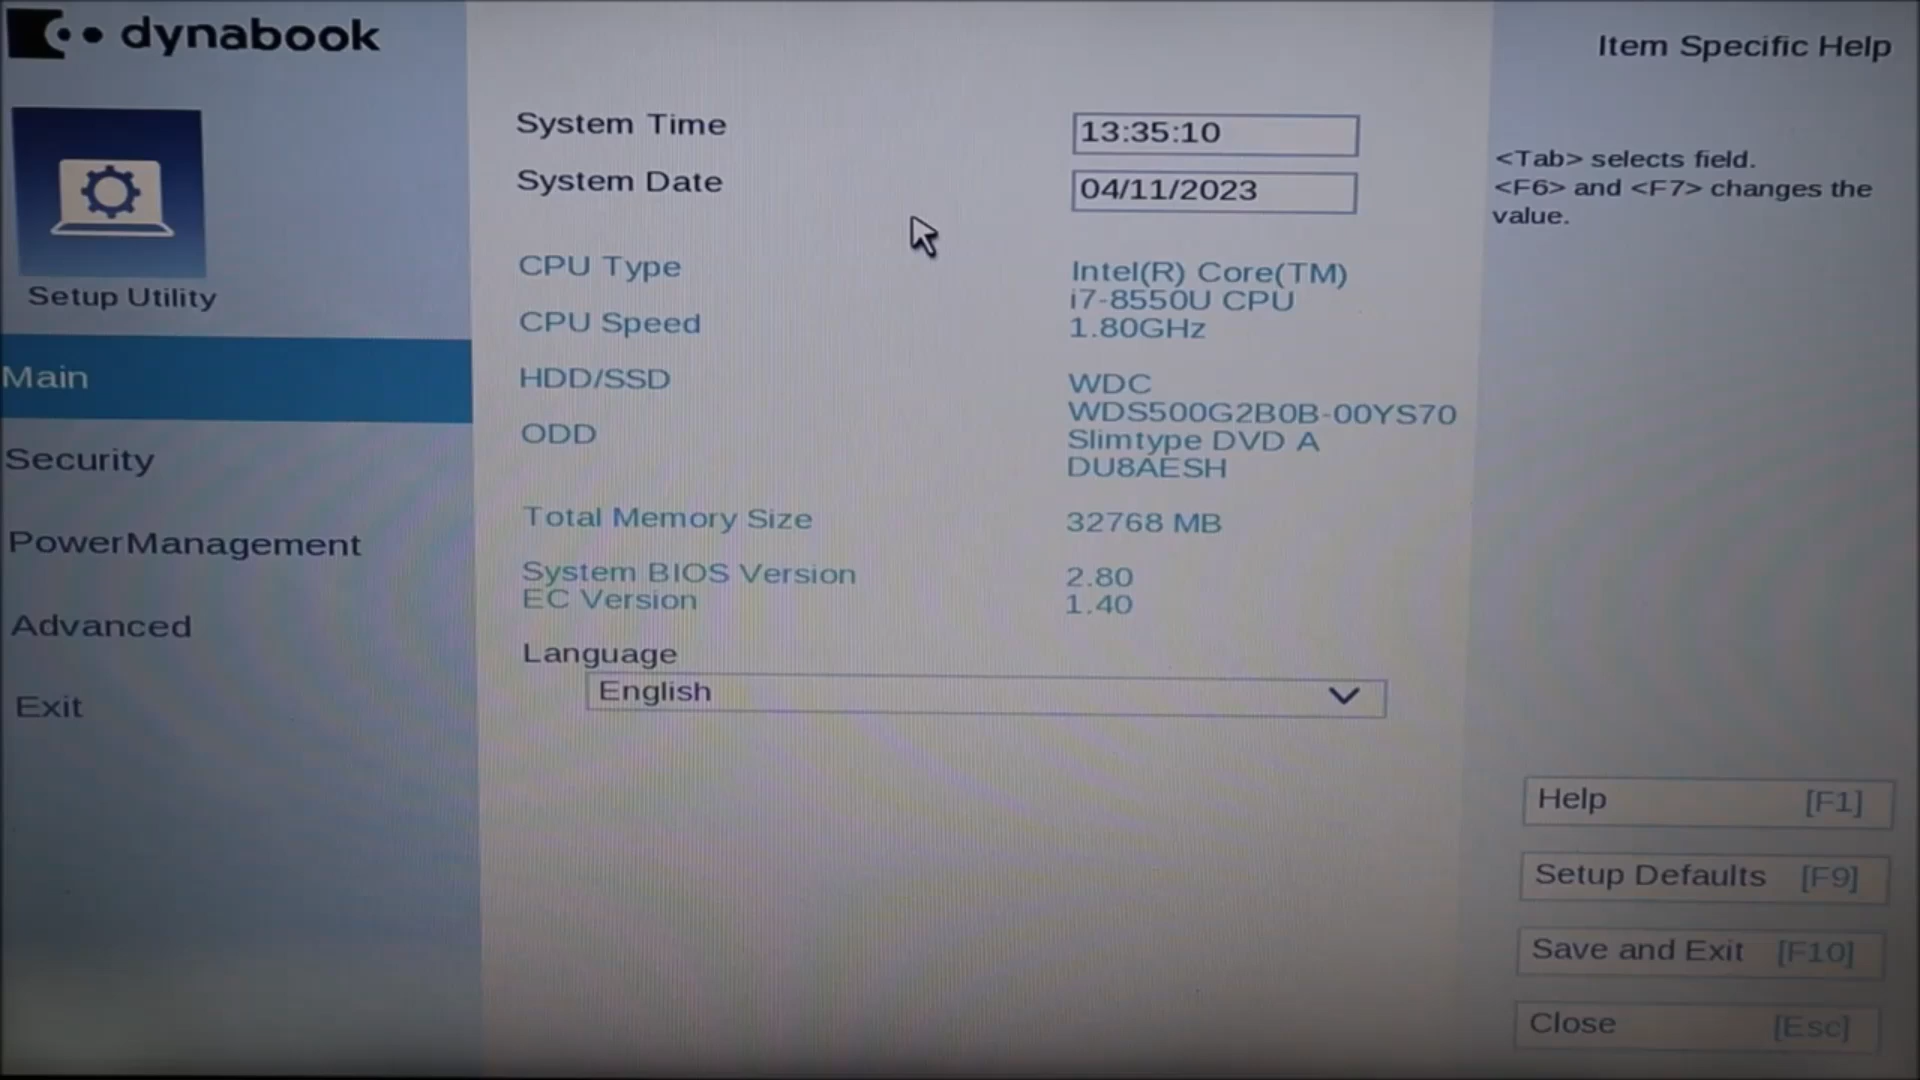 dynabook
Setup Utility
Main
Security
PowerManagement
Advanced
Exit
System Time 13:35:10
System Date 04/11/2023
CPU Type Intel(R) Core(TM)
i7-8550U CPU
CPU Speed 1.80GHz
HDD/SSD WDC
WDS500G2B0B-00YS70
ODD Slimtype DVD A
DU8AESH
Total Memory Size 32768 MB
System BIOS Version 2.80
EC Version 1.40
Language
English
Item Specific Help
<Tab> selects field.
<F6> and <F7> changes the
value.
Help [F1]
Setup Defaults [F9]
Save and Exit [F10]
Close [Esc]